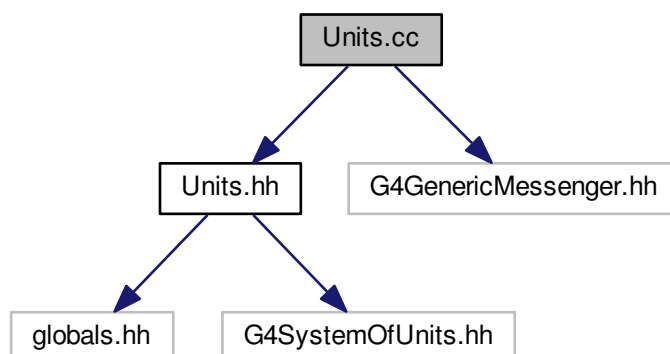 Units.cc
Units.hh
G4GenericMessenger.hh
globals.hh
G4SystemOfUnits.hh